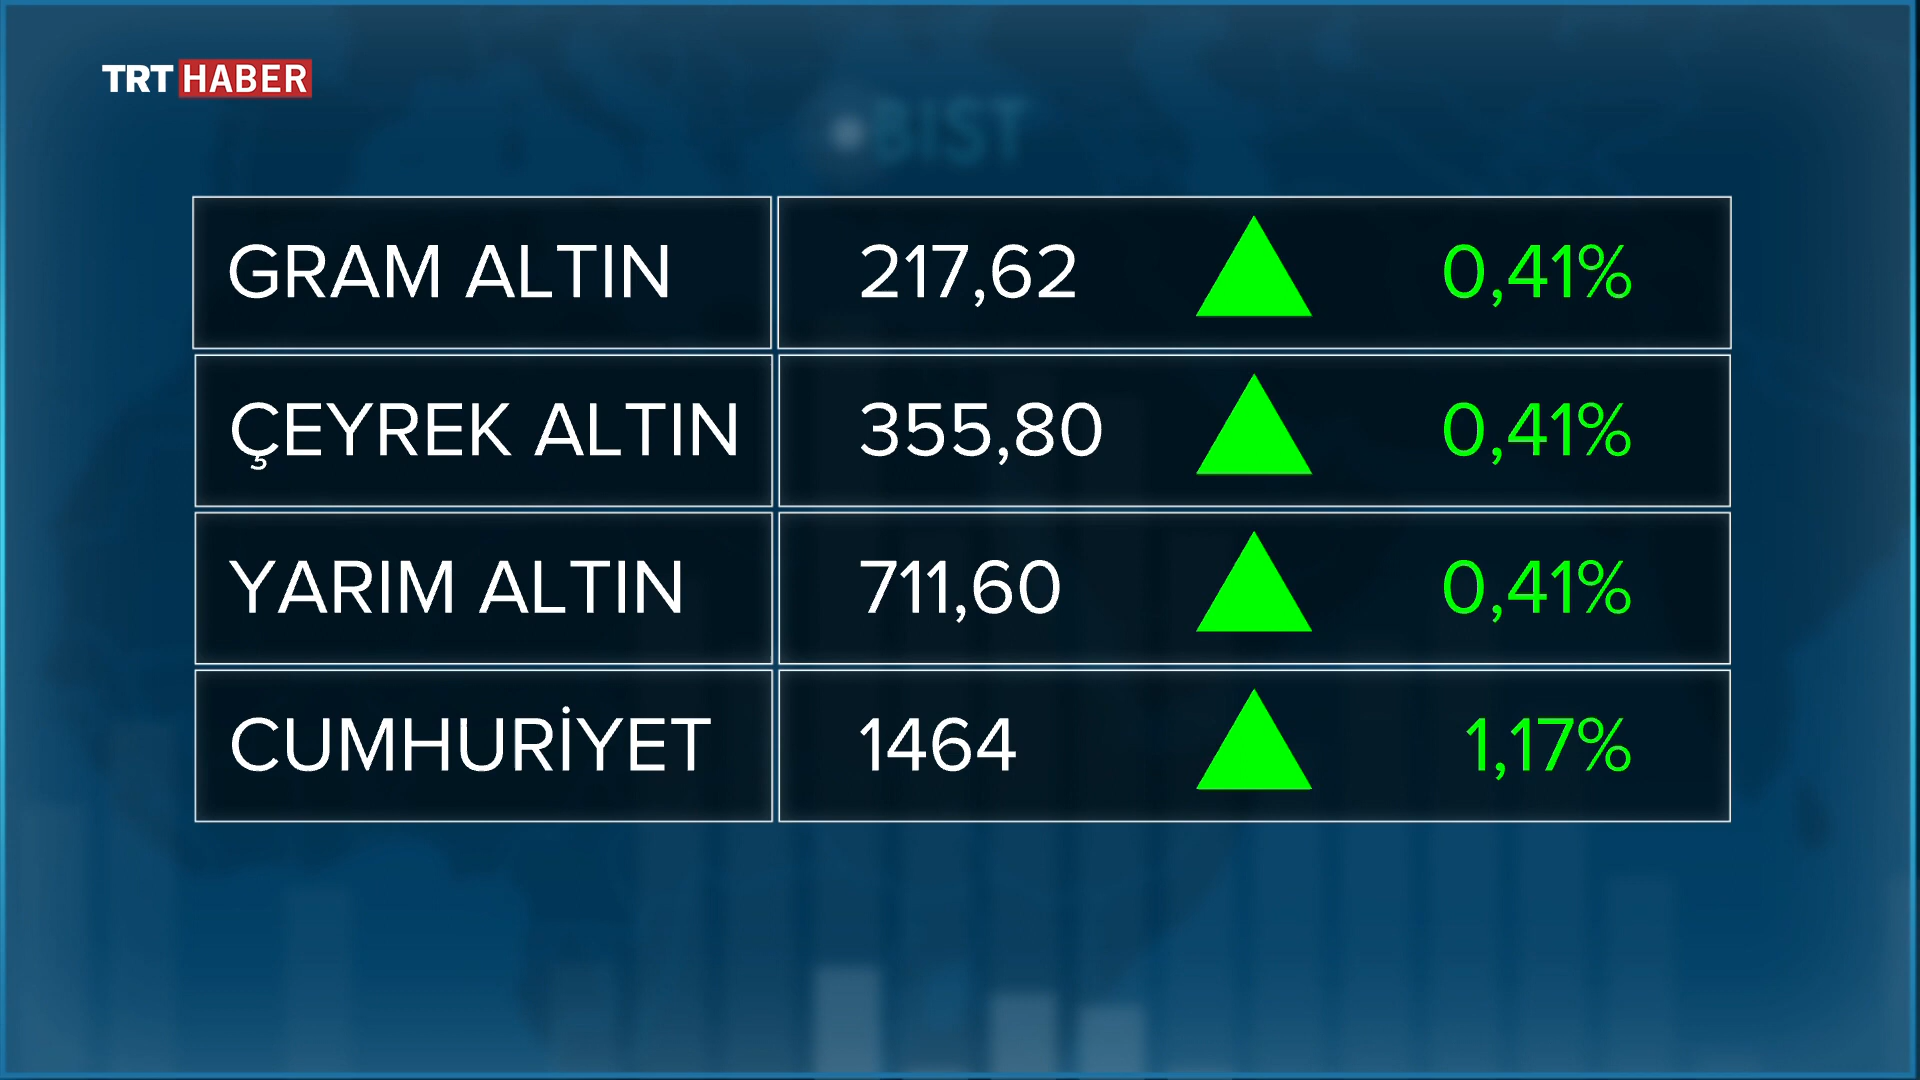 TRT HABER
BIST
GRAM ALTIN 217,62 0,41%
ÇEYREK ALTIN 355,80 0,41%
YARIM ALTIN 711,60 0,41%
CUMHURİYET 1464 1,17%